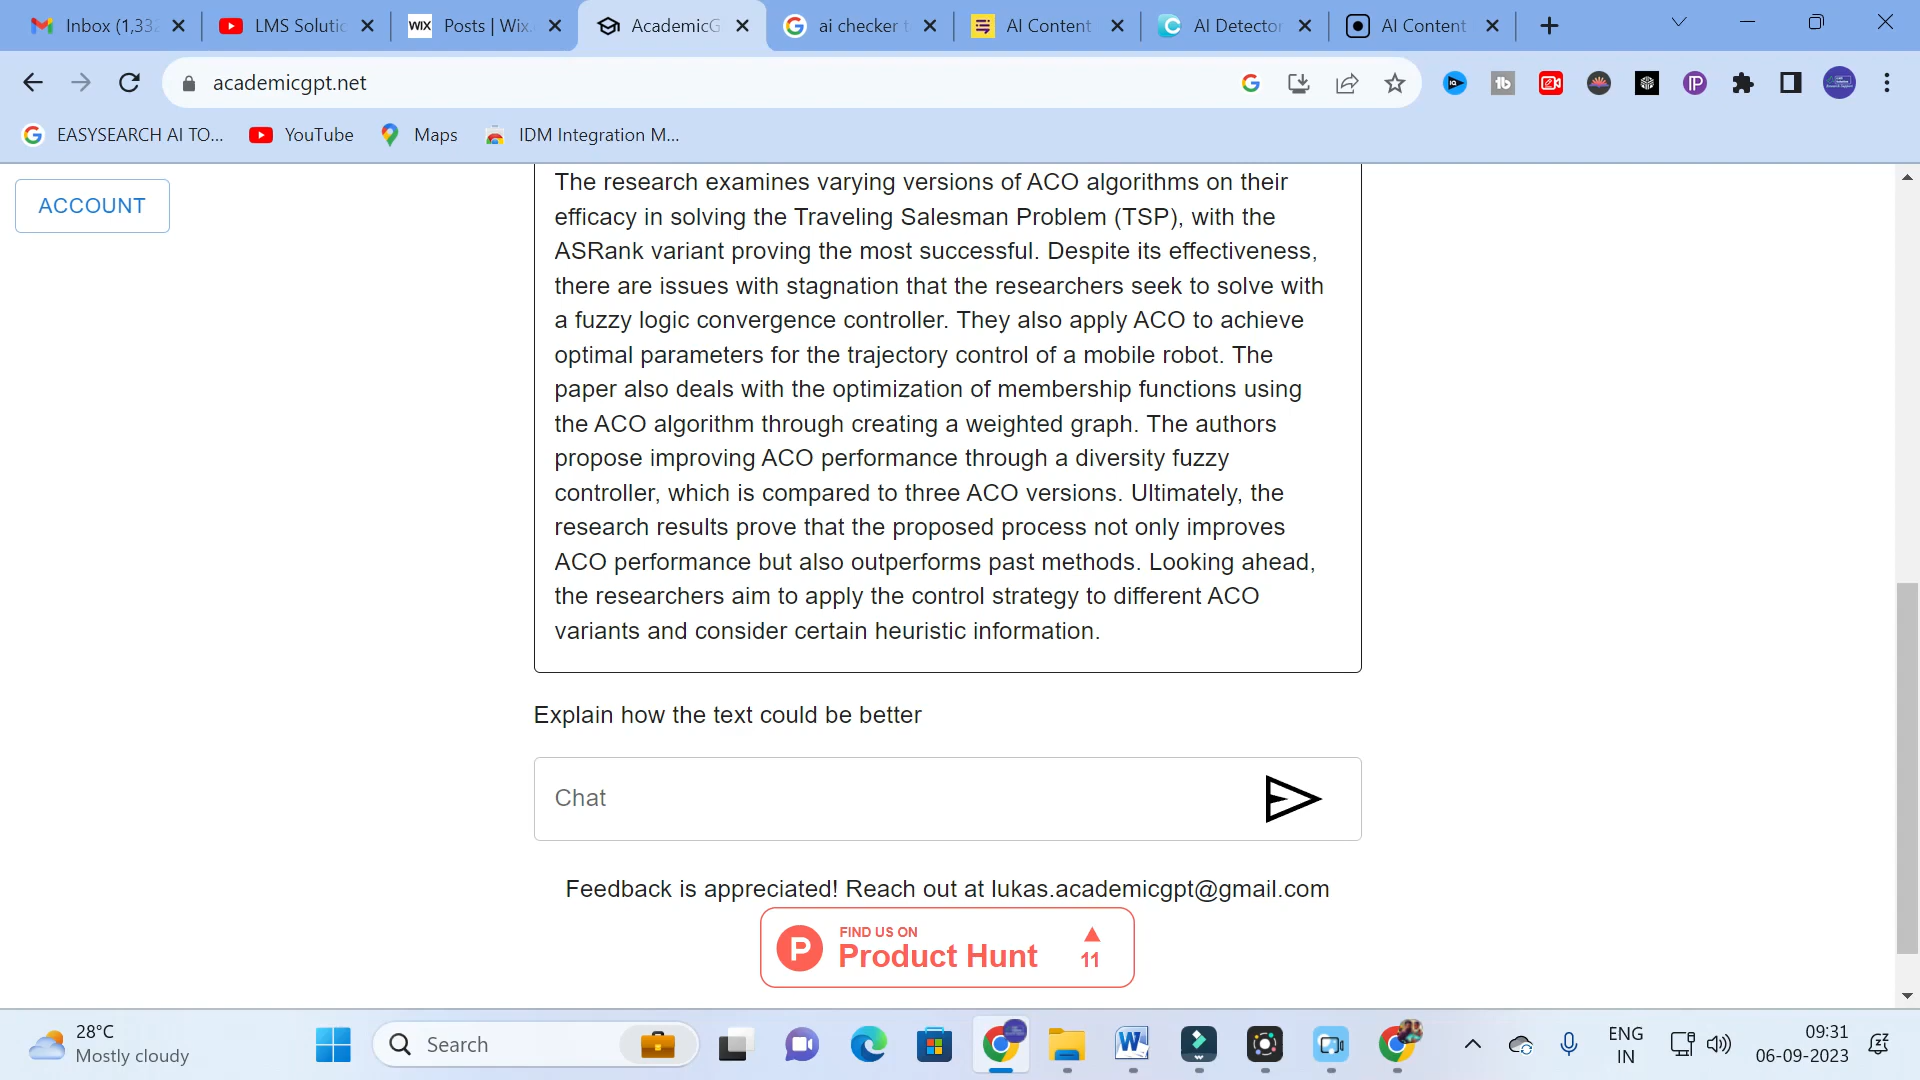 Inbox (1,332
LMS Solutic
WIX Posts | Wix.
AcademicG
ai checker t
AI Content
AI Detector
AI Content
academicgpt.net
EASYSEARCH AI TO...
YouTube
Maps
IDM Integration M...
ACCOUNT
The research examines varying versions of ACO algorithms on their
efficacy in solving the Traveling Salesman Problem (TSP), with the
ASRank variant proving the most successful. Despite its effectiveness,
there are issues with stagnation that the researchers seek to solve with
a fuzzy logic convergence controller. They also apply ACO to achieve
optimal parameters for the trajectory control of a mobile robot. The
paper also deals with the optimization of membership functions using
the ACO algorithm through creating a weighted graph. The authors
propose improving ACO performance through a diversity fuzzy
controller, which is compared to three ACO versions. Ultimately, the
research results prove that the proposed process not only improves
ACO performance but also outperforms past methods. Looking ahead,
the researchers aim to apply the control strategy to different ACO
variants and consider certain heuristic information.
Explain how the text could be better
Chat
Feedback is appreciated! Reach out at lukas.academicgpt@gmail.com
P
FIND US ON
Product Hunt
11
28°C
Mostly cloudy
Search
ENG
IN
09:31
06-09-2023